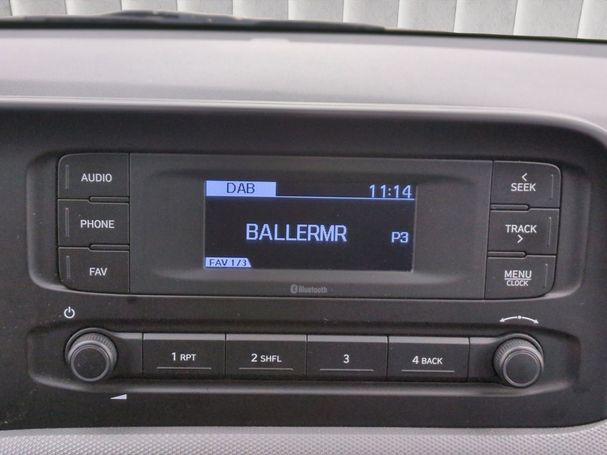 AUDIO
PHONE
FAV
DAB 11:14
BALLERMR P3
FAV 1/3
Bluetooth
< SEEK
TRACK >
MENU
CLOCK
1 RPT
2 SHFL
3
4 BACK